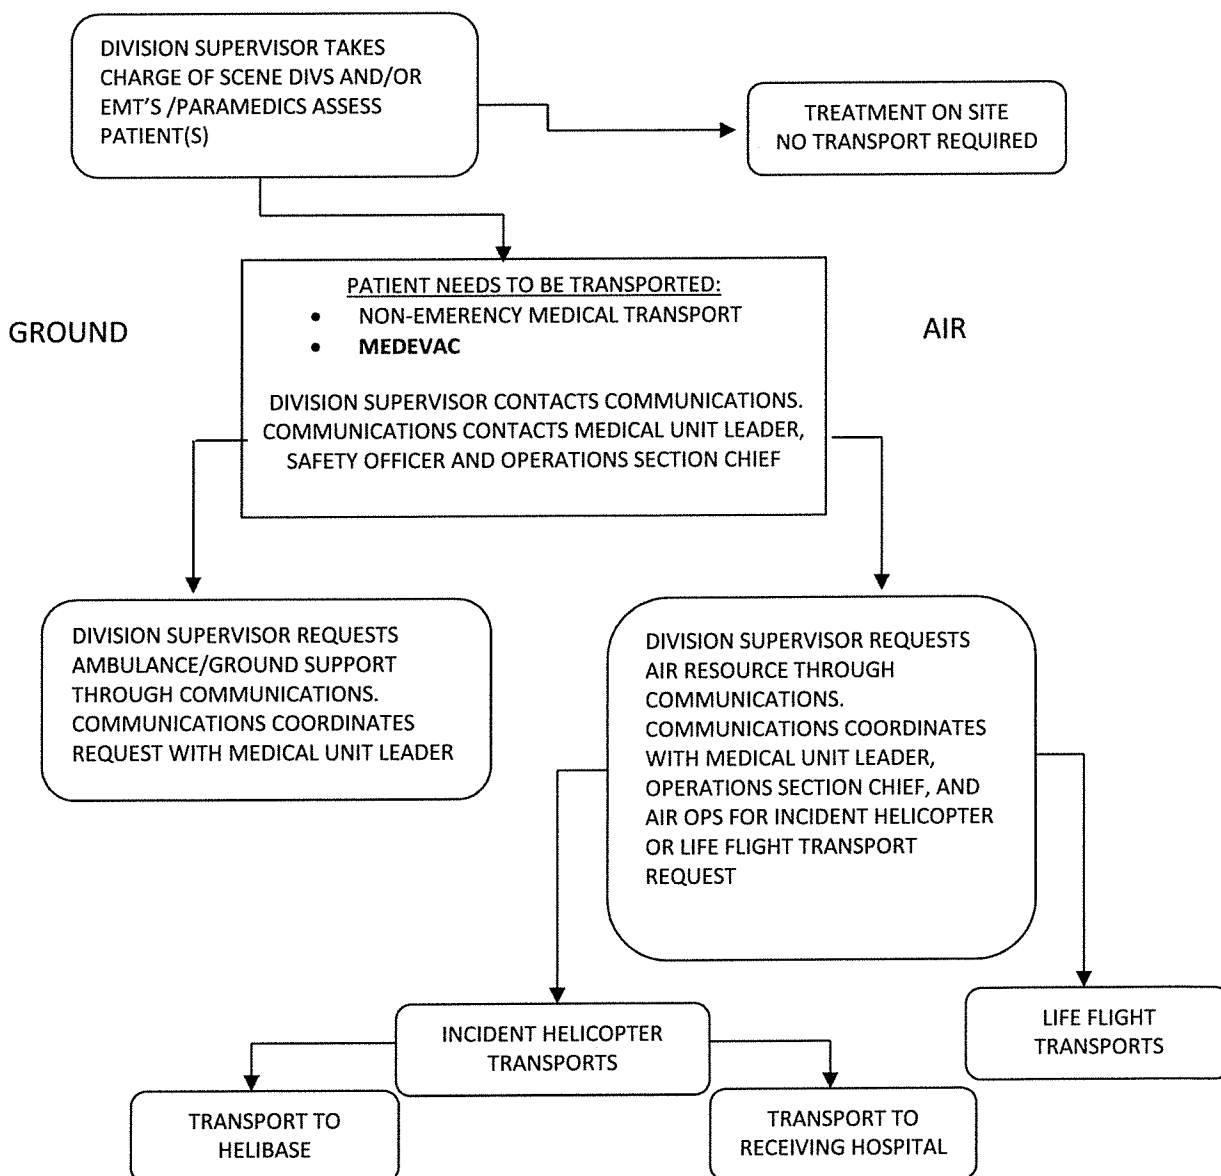 DIVISION SUPERVISOR TAKES
CHARGE OF SCENE DIVS AND/OR
EMT'S /PARAMEDICS ASSESS
PATIENT(S)
TREATMENT ON SITE
NO TRANSPORT REQUIRED
PATIENT NEEDS TO BE TRANSPORTED:
• NON-EMERENCY MEDICAL TRANSPORT
• MEDEVAC
DIVISION SUPERVISOR CONTACTS COMMUNICATIONS.
COMMUNICATIONS CONTACTS MEDICAL UNIT LEADER,
SAFETY OFFICER AND OPERATIONS SECTION CHIEF
GROUND
AIR
DIVISION SUPERVISOR REQUESTS
AMBULANCE/GROUND SUPPORT
THROUGH COMMUNICATIONS.
COMMUNICATIONS COORDINATES
REQUEST WITH MEDICAL UNIT LEADER
DIVISION SUPERVISOR REQUESTS
AIR RESOURCE THROUGH
COMMUNICATIONS.
COMMUNICATIONS COORDINATES
WITH MEDICAL UNIT LEADER,
OPERATIONS SECTION CHIEF, AND
AIR OPS FOR INCIDENT HELICOPTER
OR LIFE FLIGHT TRANSPORT
REQUEST
INCIDENT HELICOPTER
TRANSPORTS
LIFE FLIGHT
TRANSPORTS
TRANSPORT TO
HELIBASE
TRANSPORT TO
RECEIVING HOSPITAL